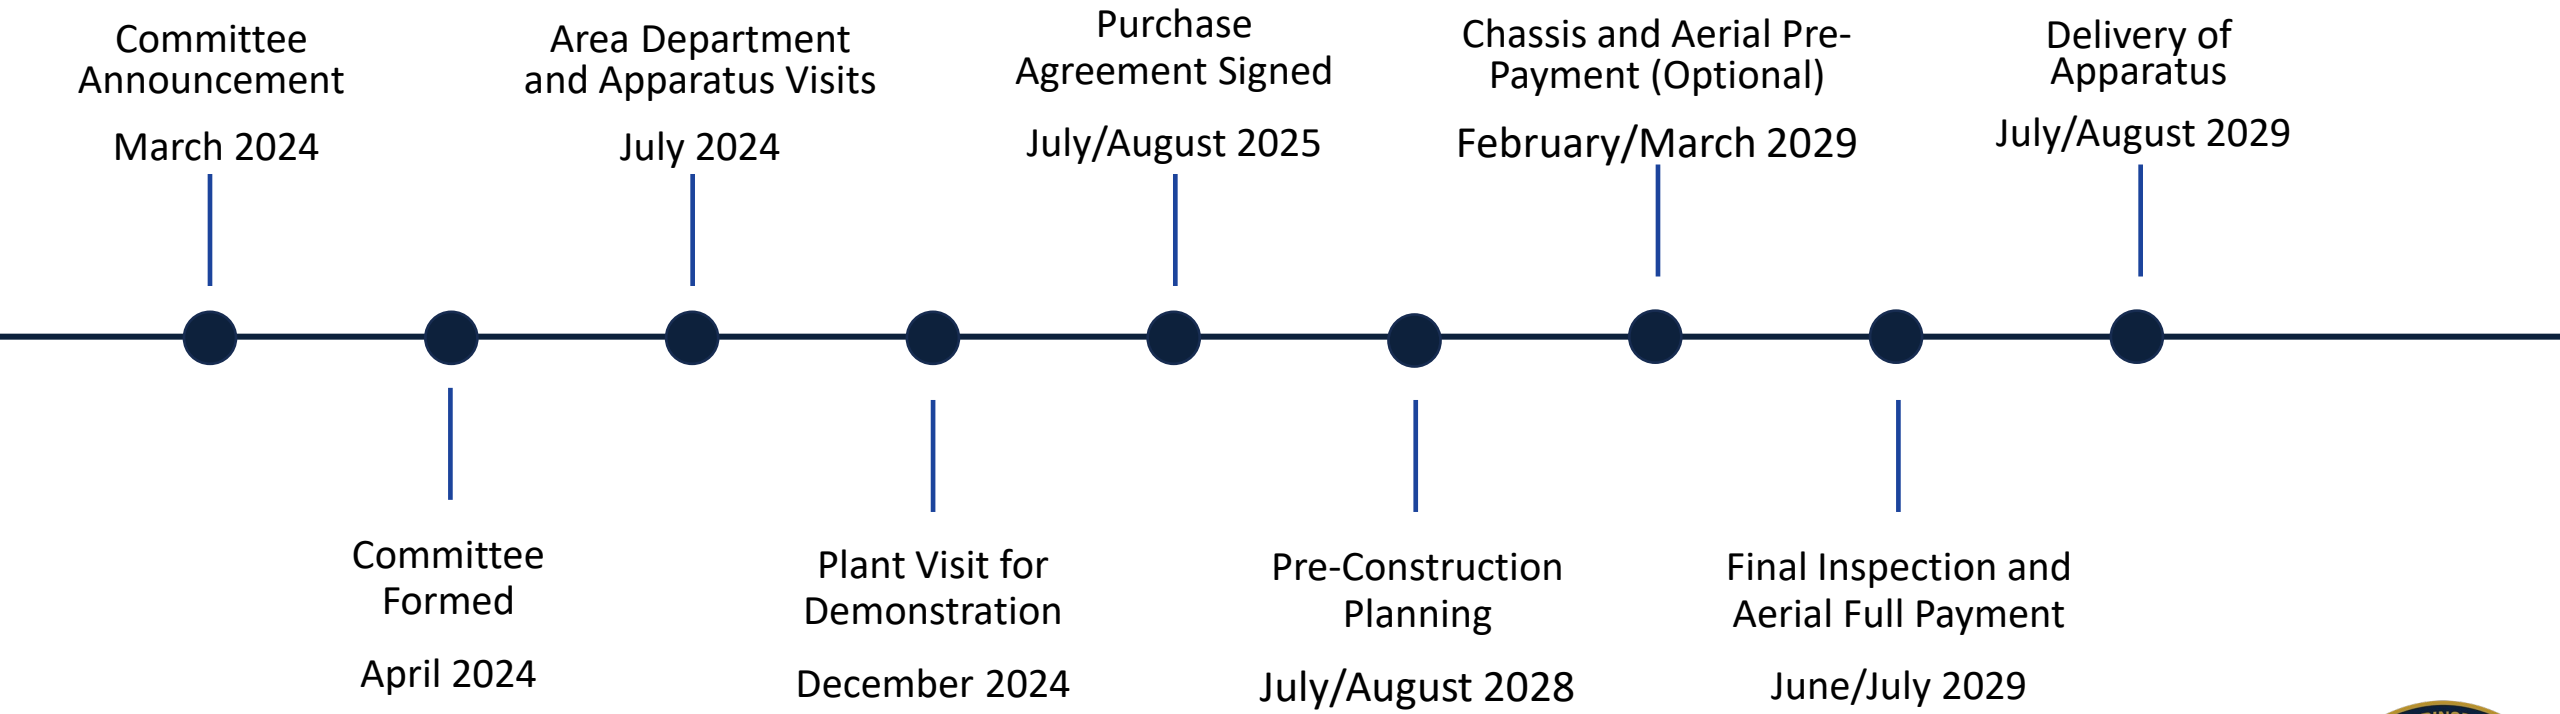 Committee
Announcement
March 2024
Committee
Formed
April 2024
Area Department
and Apparatus Visits
July 2024
Plant Visit for
Demonstration
December 2024
Purchase
Agreement Signed
July/August 2025
Pre-Construction
Planning
July/August 2028
Chassis and Aerial Pre-
Payment (Optional)
February/March 2029
Final Inspection and
Aerial Full Payment
June/July 2029
Delivery of
Apparatus
July/August 2029